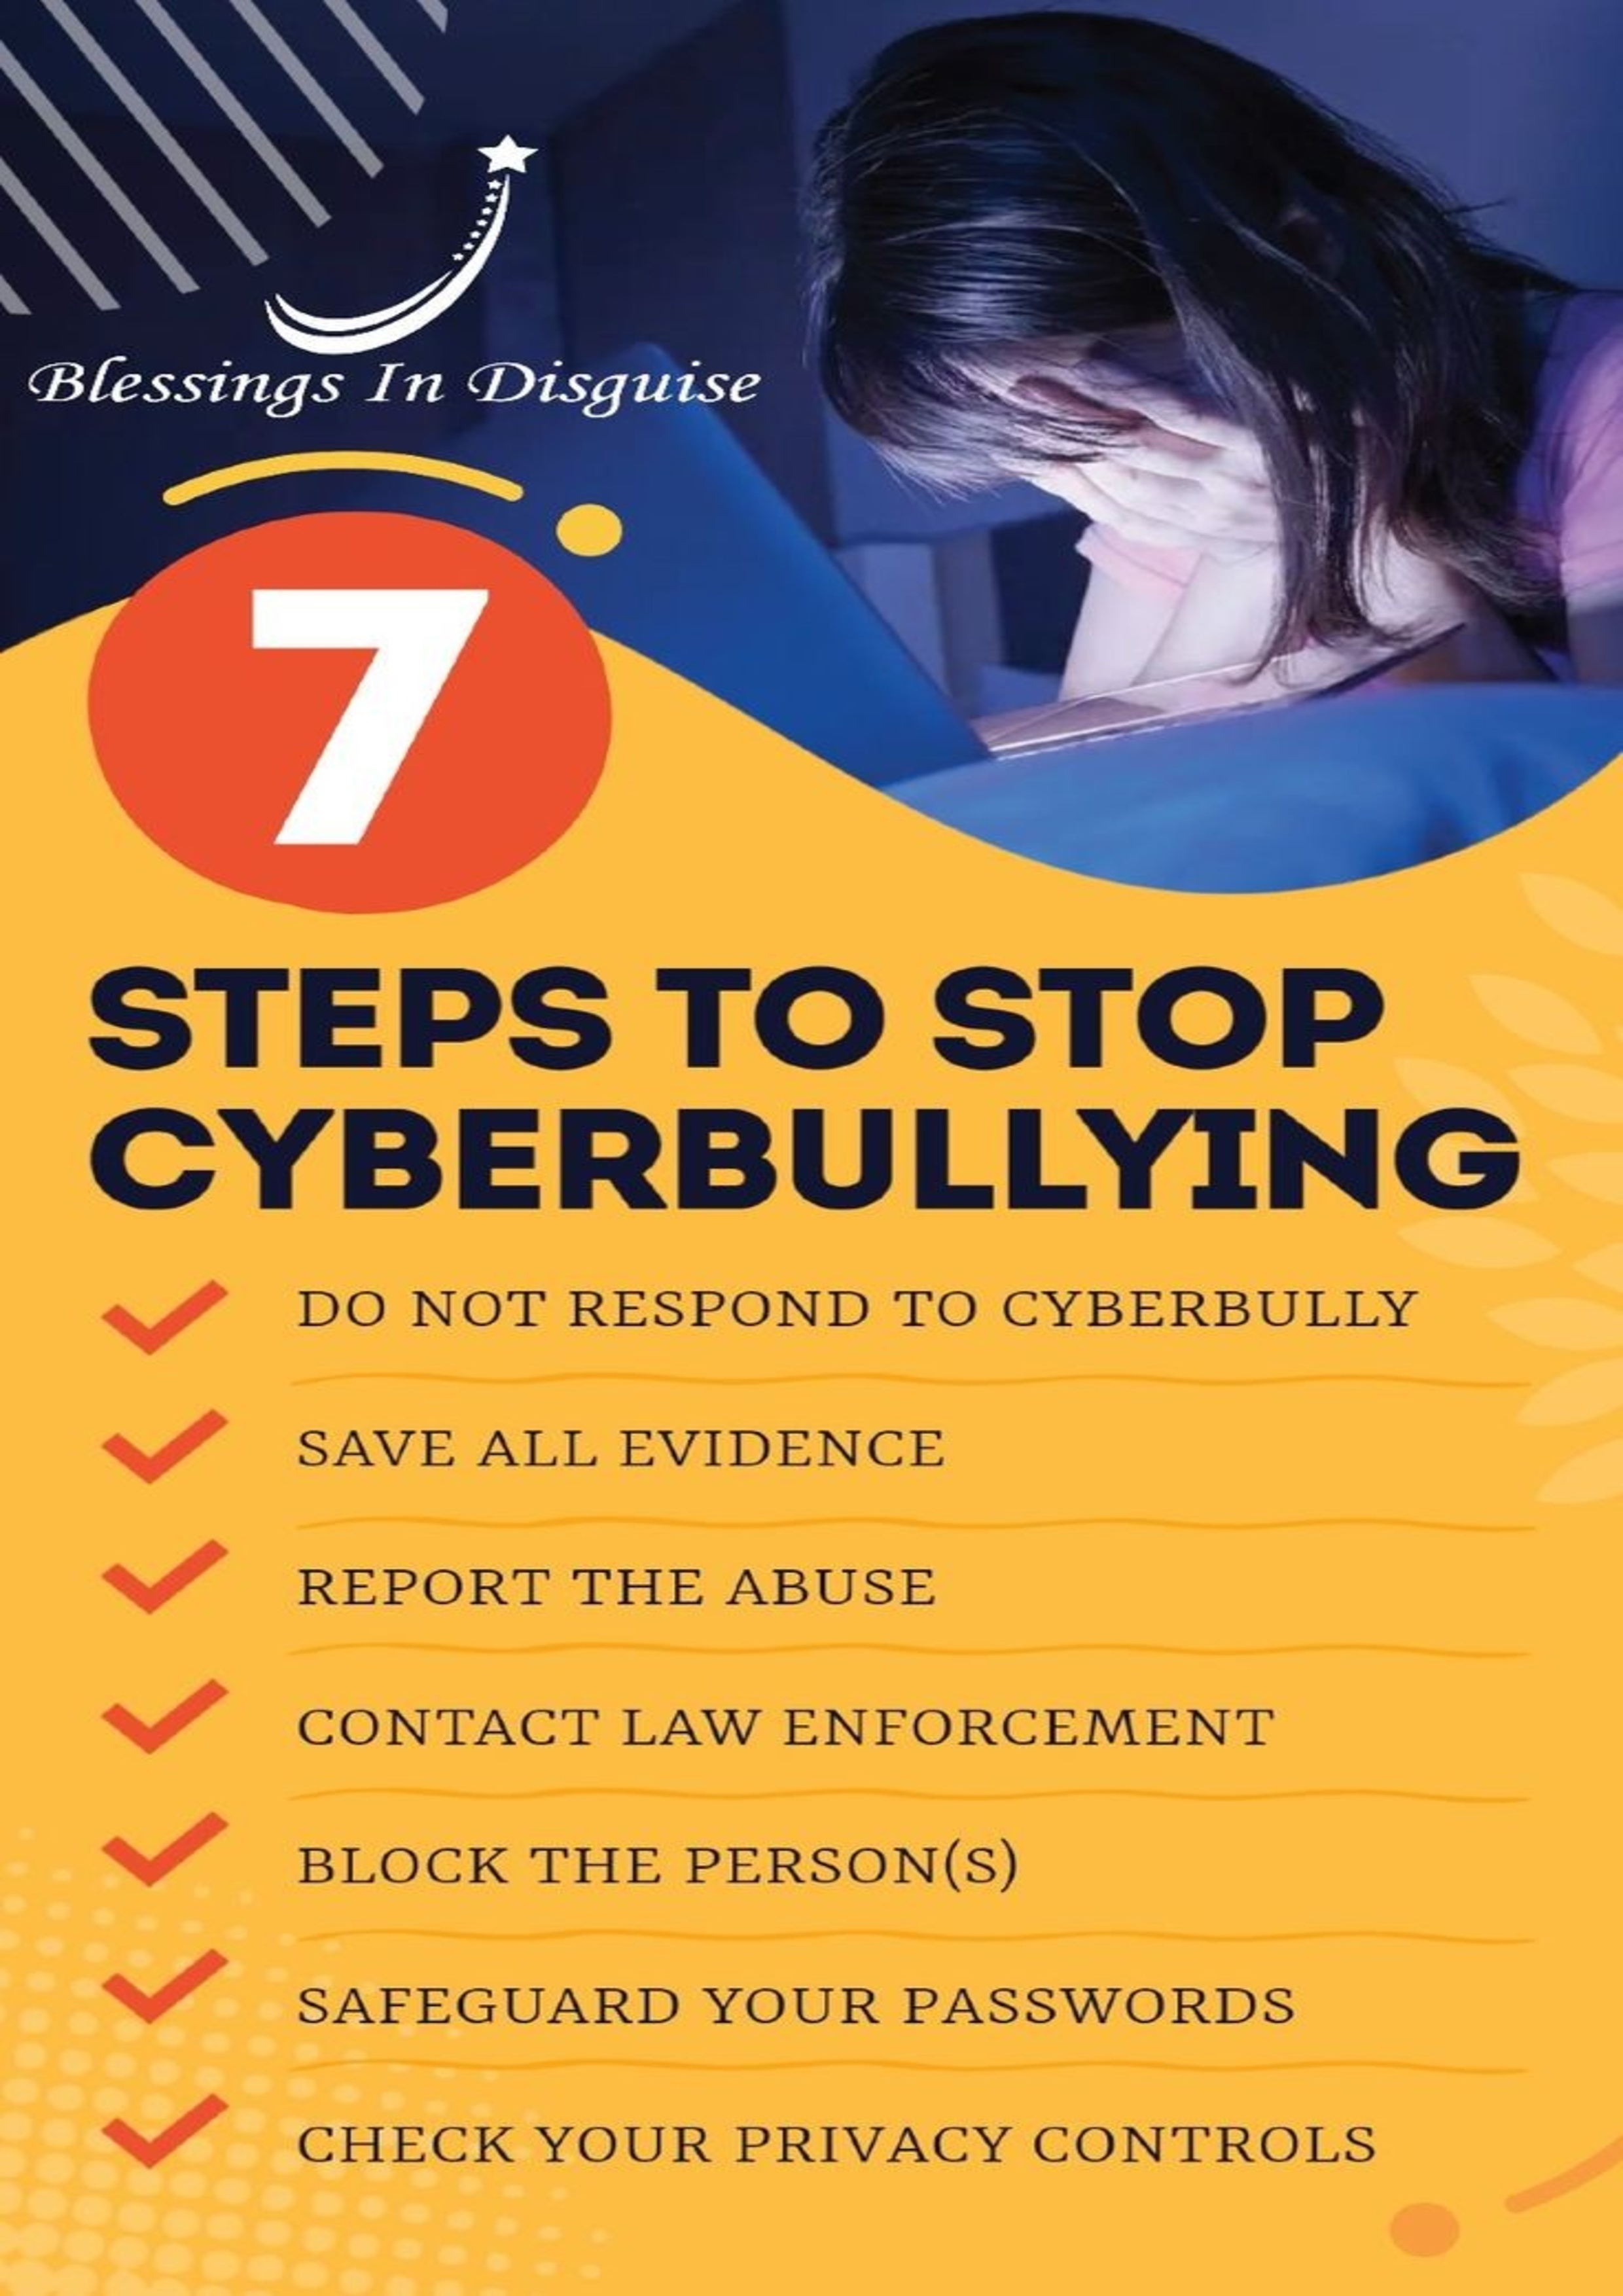 Blessings In Disguise
7
STEPS TO STOP
CYBERBULLYING
DO NOT RESPOND TO CYBERBULLY
SAVE ALL EVIDENCE
REPORT THE ABUSE
CONTACT LAW ENFORCEMENT
BLOCK THE PERSON(S)
SAFEGUARD YOUR PASSWORDS
CHECK YOUR PRIVACY CONTROLS